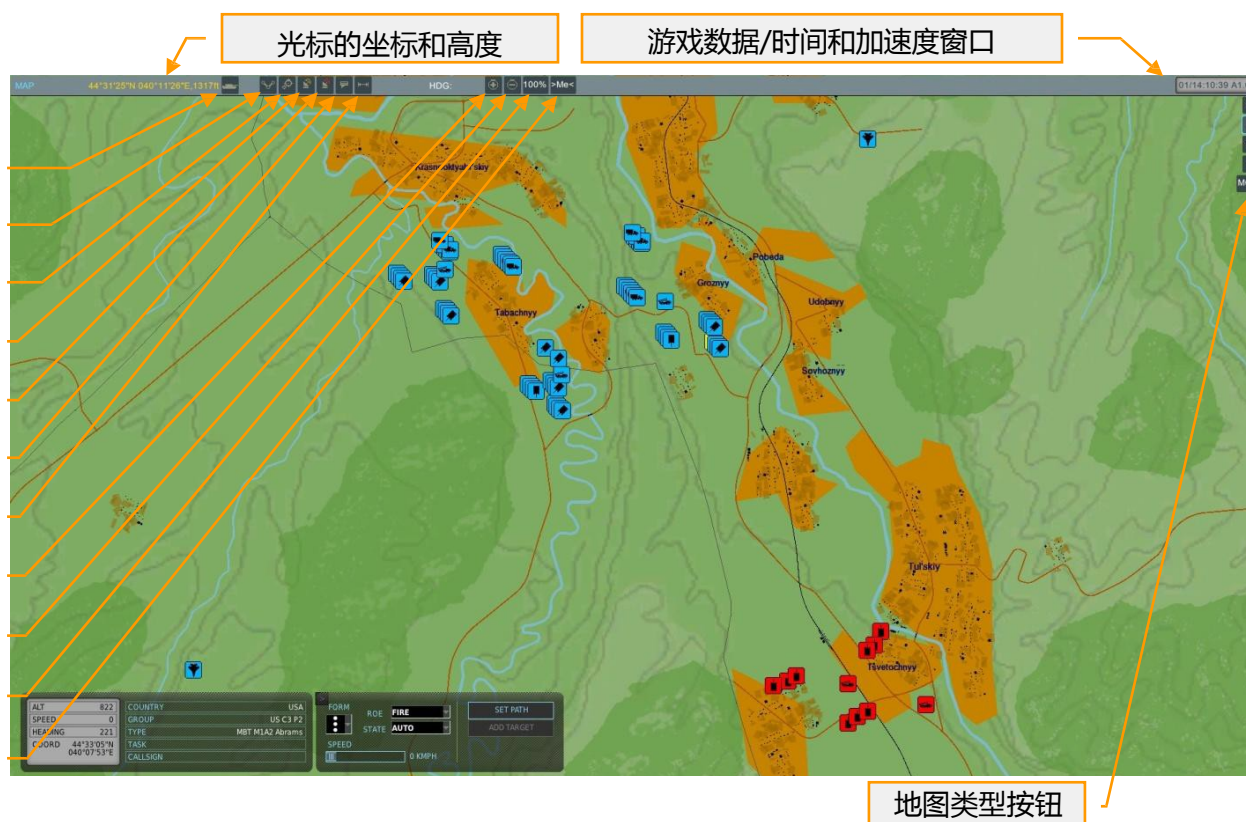 光标的坐标和高度
游戏数据/时间和加速度窗口
MAP 44°31'25"N 040°11'26"E,1317ft HDG: 100% >Me< 01/14:10:39 A1.
Krasnooktyabr'skiy
Pobeda
Groznyy
Udobnyy
Tabachnyy
Sovhoznyy
Tul'skiy
Tsvetochnyy
ALT 822
SPEED 0
HEADING 221
COORD 44°33'05"N
040°07'53"E
COUNTRY USA
GROUP US C3 P2
TYPE MBT M1A2 Abrams
TASK
CALLSIGN
FORM
ROE FIRE
STATE AUTO
SPEED
0 KMPH
SET PATH
ADD TARGET
地图类型按钮